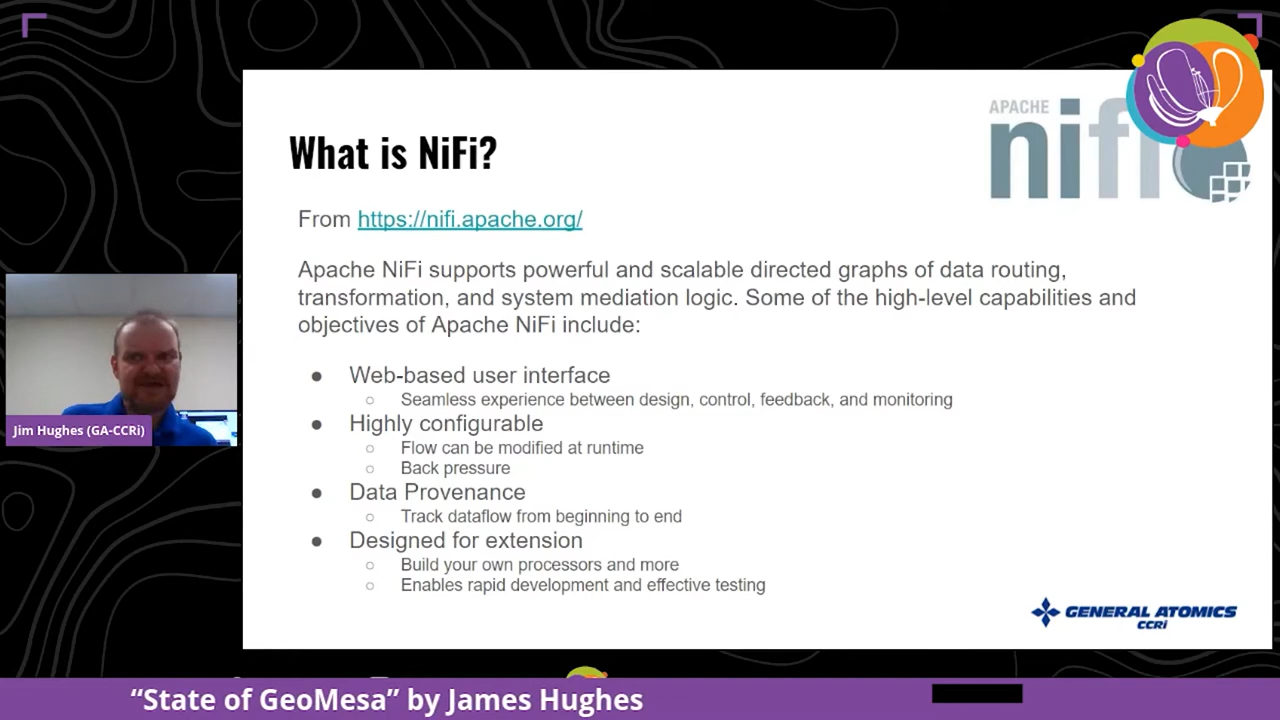 APACHE
nifi
What is NiFi?
From https://nifi.apache.org/
Apache NiFi supports powerful and scalable directed graphs of data routing,
transformation, and system mediation logic. Some of the high-level capabilities and
objectives of Apache NiFi include:
● Web-based user interface
○ Seamless experience between design, control, feedback, and monitoring
● Highly configurable
○ Flow can be modified at runtime
○ Back pressure
● Data Provenance
○ Track dataflow from beginning to end
● Designed for extension
○ Build your own processors and more
○ Enables rapid development and effective testing
Jim Hughes (GA-CCRi)
GENERAL ATOMICS
CCRi
“State of GeoMesa” by James Hughes